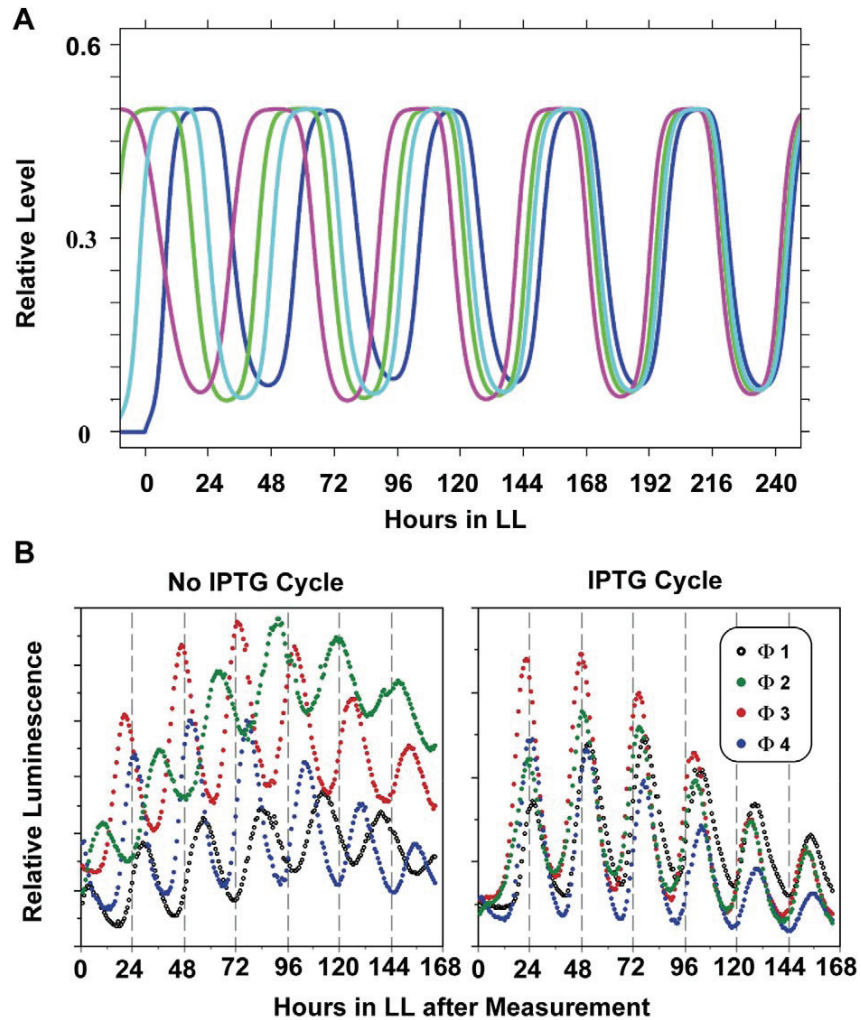 A
0.6
0.3
0
Relative Level
0 24 48 72 96 120 144 168 192 216 240
Hours in LL
B
No IPTG Cycle
IPTG Cycle
Relative Luminescence
Φ 1
Φ 2
Φ 3
Φ 4
0 24 48 72 96 120 144 168
0 24 48 72 96 120 144 168
Hours in LL after Measurement